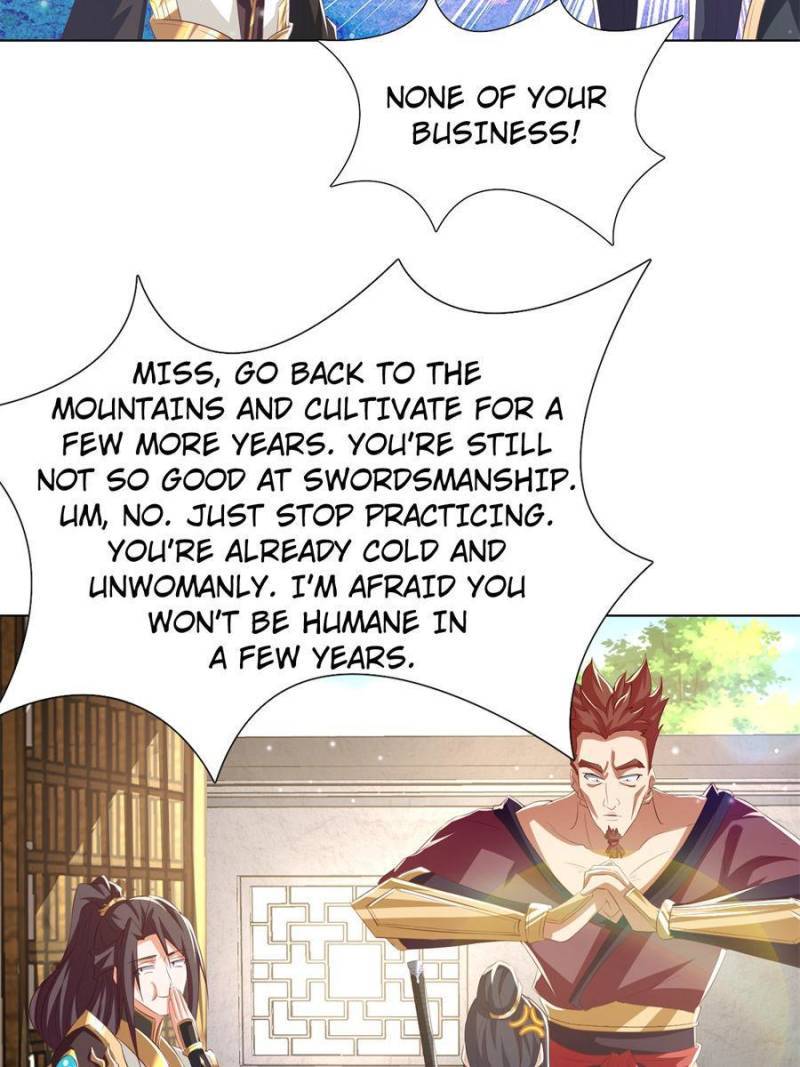 NONE OF YOUR
BUSINESS!
MISS, GO BACK TO THE
MOUNTAINS AND CULTIVATE FOR A
FEW MORE YEARS. YOU'RE STILL
NOT SO GOOD AT SWORDSMANSHIP.
UM, NO. JUST STOP PRACTICING.
YOU'RE ALREADY COLD AND
UNWOMANLY. I'M AFRAID YOU
WON'T BE HUMANE IN
A FEW YEARS.